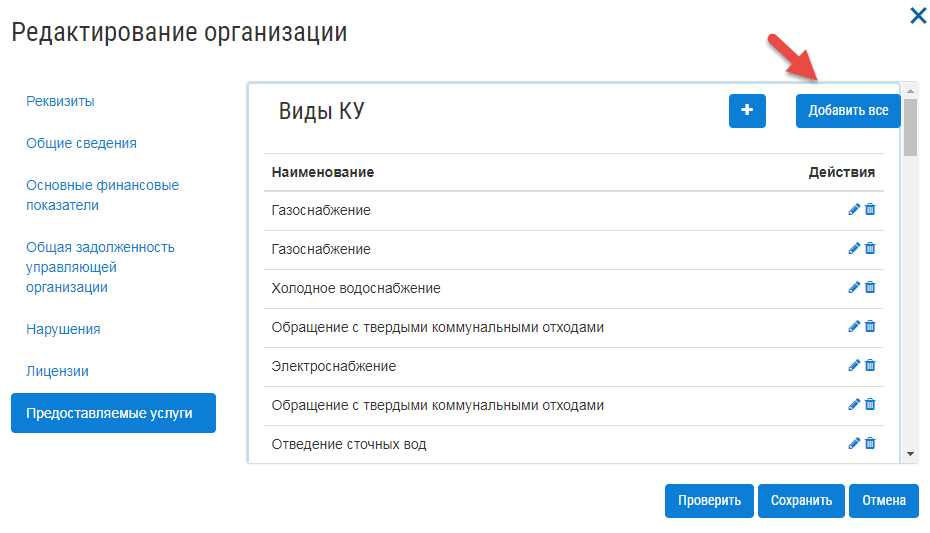 Редактирование организации
Реквизиты
Общие сведения
Основные финансовые
показатели
Общая задолженность
управляющей
организации
Нарушения
Лицензии
Предоставляемые услуги
Виды КУ
Добавить все
Наименование Действия
Газоснабжение
Газоснабжение
Холодное водоснабжение
Обращение с твердыми коммунальными отходами
Электроснабжение
Обращение с твердыми коммунальными отходами
Отведение сточных вод
Проверить Сохранить Отмена